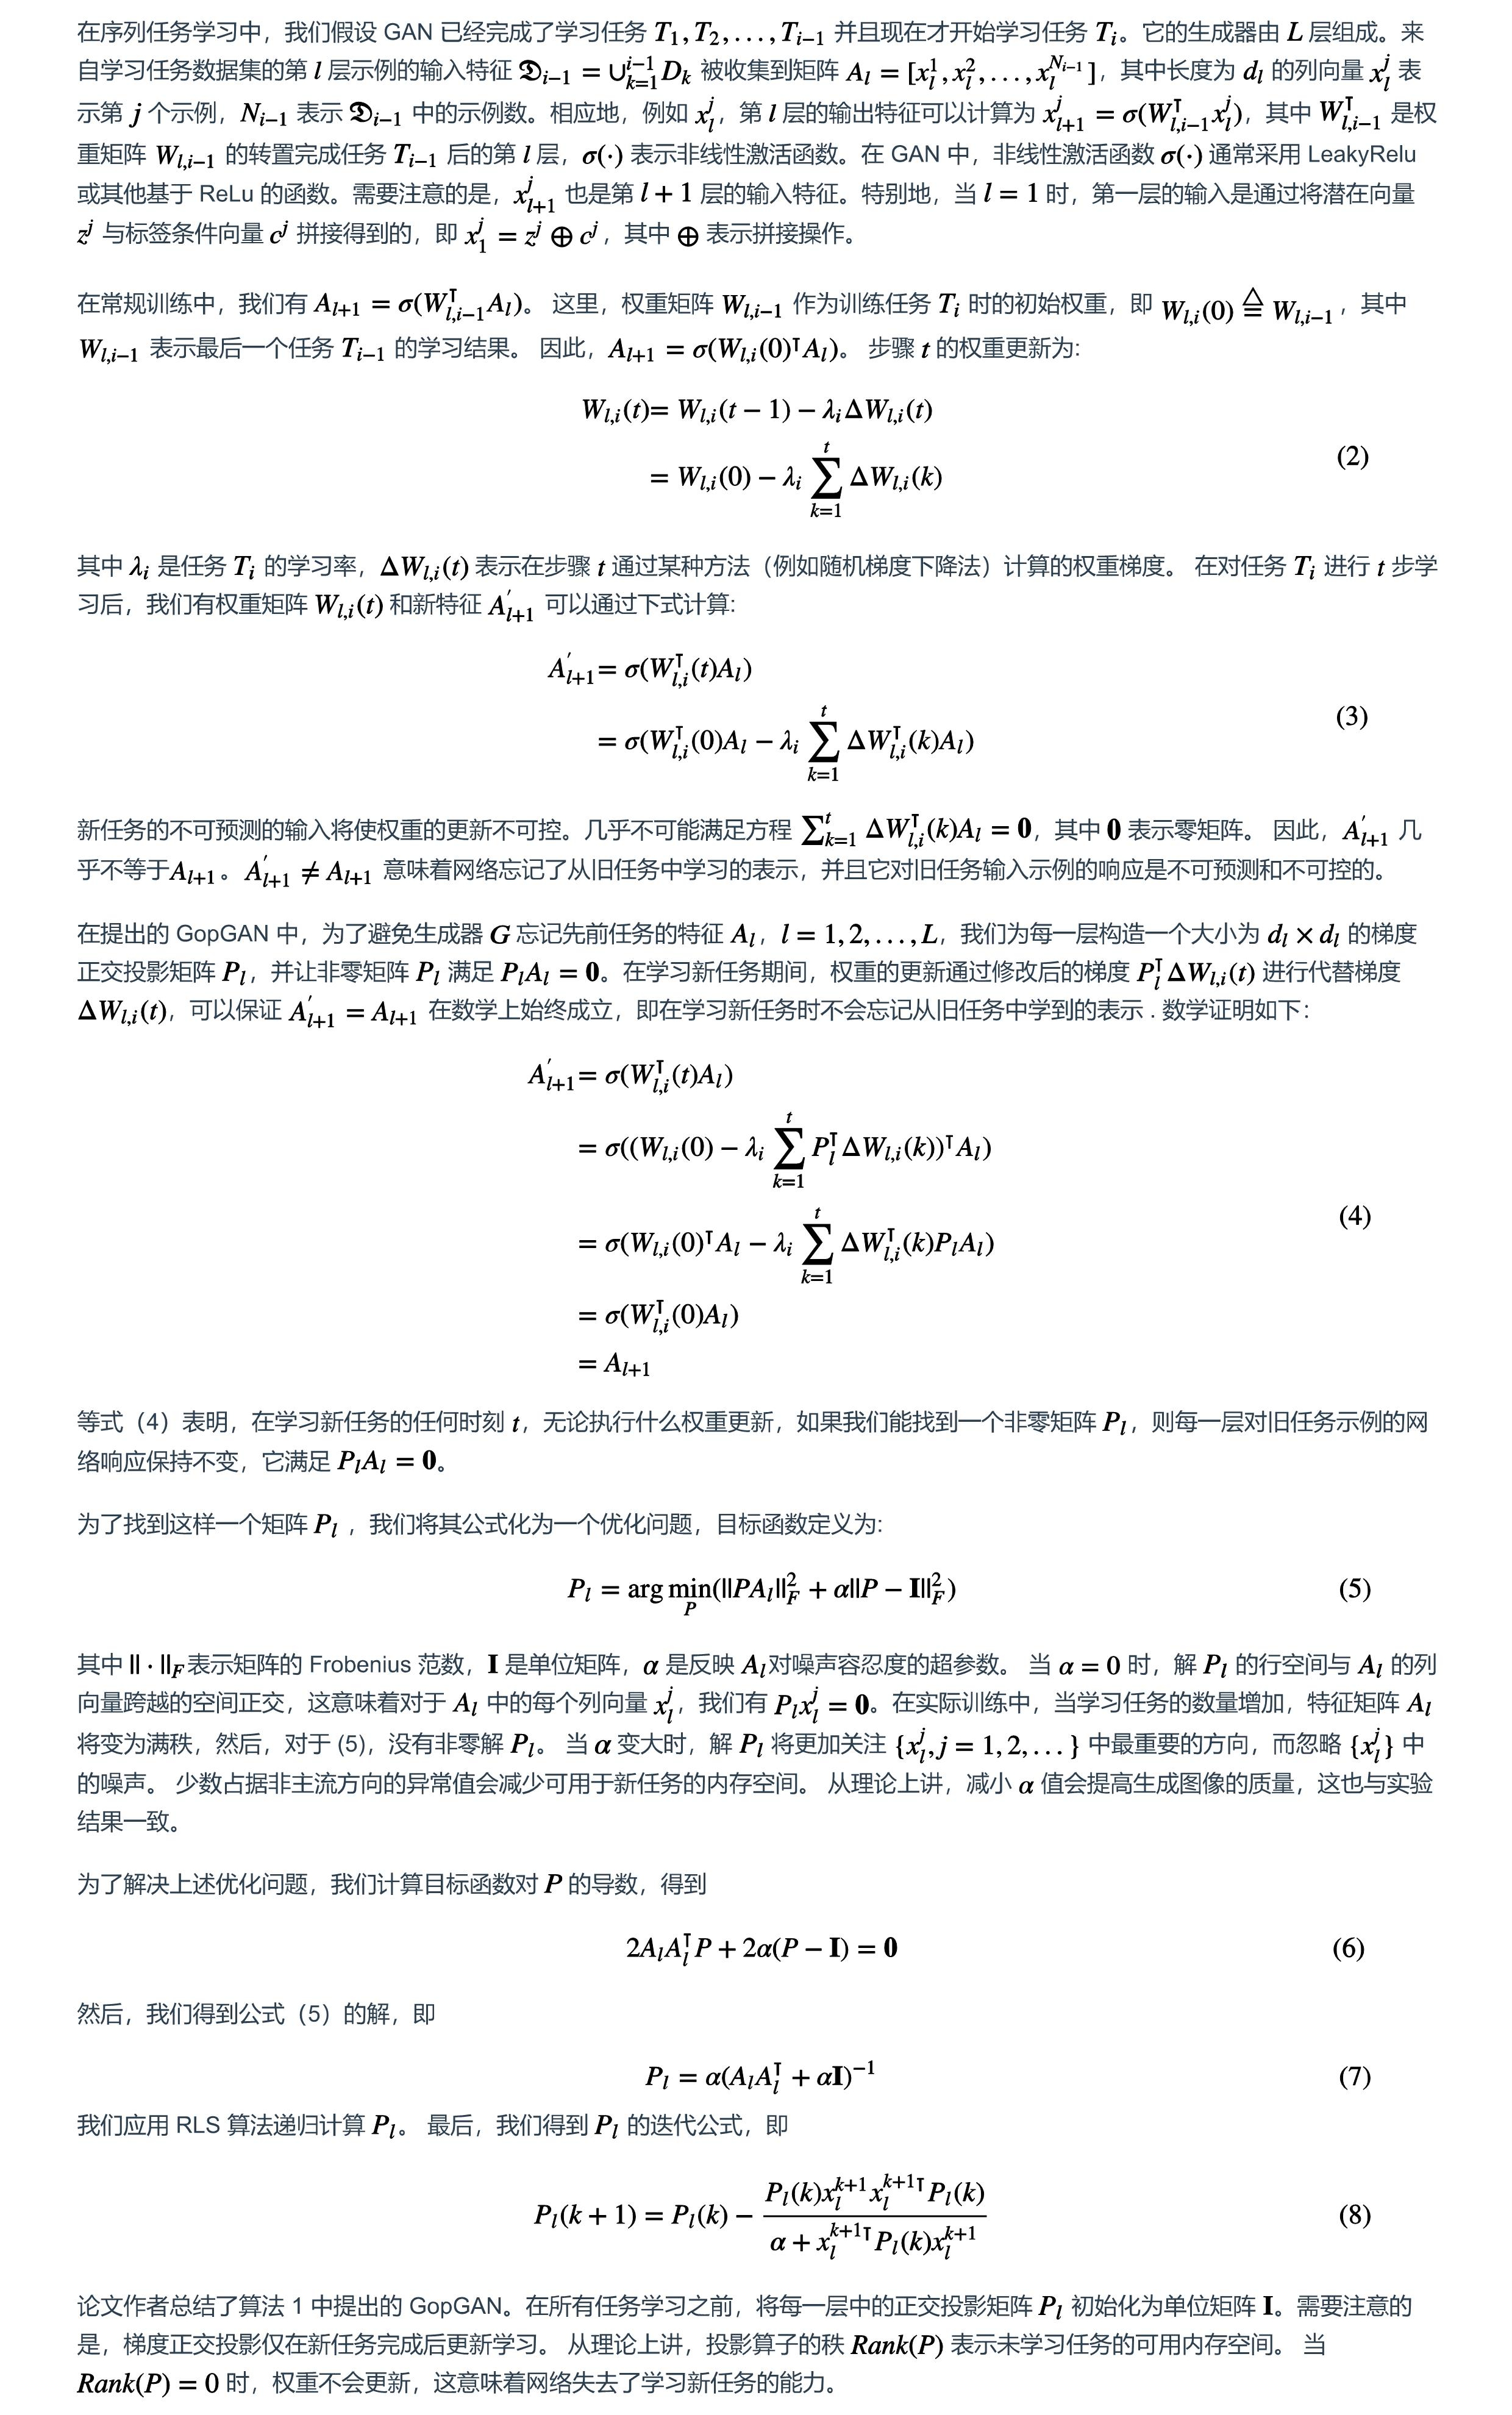 在序列任务学习中，我们假设 GAN 已经完成了学习任务 $T_1, T_2, \ldots, T_{i-1}$ 并且现在才开始学习任务 $T_i$。它的生成器由 $L$ 层组成。来
自学习任务数据集的第 $l$ 层示例的输入特征 $\mathfrak{D}_{i-1} = \cup_{k=1}^{i-1} D_k$ 被收集到矩阵 $A_l = [x_l^1, x_l^2, \ldots, x_l^{N_{i-1}}]$，其中长度为 $d_l$ 的列向量 $x_l^j$ 表
示第 $j$ 个示例，$N_{i-1}$ 表示 $\mathfrak{D}_{i-1}$ 中的示例数。相应地，例如 $x_l^j$，第 $l$ 层的输出特征可以计算为 $x_{l+1}^j = \sigma(W_{l,i-1}^\intercal x_l^j)$，其中 $W_{l,i-1}^\intercal$ 是权
重矩阵 $W_{l,i-1}$ 的转置完成任务 $T_{i-1}$ 后的第 $l$ 层，$\sigma(\cdot)$ 表示非线性激活函数。在 GAN 中，非线性激活函数 $\sigma(\cdot)$ 通常采用 LeakyRelu
或其他基于 ReLu 的函数。需要注意的是，$x_{l+1}^j$ 也是第 $l+1$ 层的输入特征。特别地，当 $l = 1$ 时，第一层的输入是通过将潜在向量
$z^j$ 与标签条件向量 $c^j$ 拼接得到的，即 $x_1^j = z^j \oplus c^j$，其中 $\oplus$ 表示拼接操作。
在常规训练中，我们有 $A_{l+1} = \sigma(W_{l,i-1}^\intercal A_l)$。 这里，权重矩阵 $W_{l,i-1}$ 作为训练任务 $T_i$ 时的初始权重，即 $W_{l,i}(0) \triangleq W_{l,i-1}$，其中
$W_{l,i-1}$ 表示最后一个任务 $T_{i-1}$ 的学习结果。 因此，$A_{l+1} = \sigma(W_{l,i}(0)^\intercal A_l)$。 步骤 $t$ 的权重更新为:
$W_{l,i}(t) = W_{l,i}(t-1) - \lambda_i \Delta W_{l,i}(t)$
$= W_{l,i}(0) - \lambda_i \sum_{k=1}^{t} \Delta W_{l,i}(k)$ (2)
其中 $\lambda_i$ 是任务 $T_i$ 的学习率，$\Delta W_{l,i}(t)$ 表示在步骤 $t$ 通过某种方法（例如随机梯度下降法）计算的权重梯度。 在对任务 $T_i$ 进行 $t$ 步学
习后，我们有权重矩阵 $W_{l,i}(t)$ 和新特征 $A_{l+1}^{'}$ 可以通过下式计算:
$A_{l+1}^{'} = \sigma(W_{l,i}^\intercal(t) A_l)$
$= \sigma(W_{l,i}^\intercal(0) A_l - \lambda_i \sum_{k=1}^{t} \Delta W_{l,i}^\intercal(k) A_l)$ (3)
新任务的不可预测的输入将使权重的更新不可控。几乎不可能满足方程 $\sum_{k=1}^{t} \Delta W_{l,i}^\intercal(k) A_l = \mathbf{0}$，其中 $\mathbf{0}$ 表示零矩阵。 因此，$A_{l+1}^{'}$ 几
乎不等于$A_{l+1}$。$A_{l+1}^{'} \neq A_{l+1}$ 意味着网络忘记了从旧任务中学习的表示，并且它对旧任务输入示例的响应是不可预测和不可控的。
在提出的 GopGAN 中，为了避免生成器 $G$ 忘记先前任务的特征 $A_l$，$l = 1, 2, \ldots, L$，我们为每一层构造一个大小为 $d_l \times d_l$ 的梯度
正交投影矩阵 $P_l$，并让非零矩阵 $P_l$ 满足 $P_l A_l = \mathbf{0}$。在学习新任务期间，权重的更新通过修改后的梯度 $P_l^\intercal \Delta W_{l,i}(t)$ 进行代替梯度
$\Delta W_{l,i}(t)$，可以保证 $A_{l+1}^{'} = A_{l+1}$ 在数学上始终成立，即在学习新任务时不会忘记从旧任务中学到的表示 . 数学证明如下：
$A_{l+1}^{'} = \sigma(W_{l,i}^\intercal(t) A_l)$
$= \sigma((W_{l,i}(0) - \lambda_i \sum_{k=1}^{t} P_l^\intercal \Delta W_{l,i}(k))^\intercal A_l)$
$= \sigma(W_{l,i}(0)^\intercal A_l - \lambda_i \sum_{k=1}^{t} \Delta W_{l,i}^\intercal(k) P_l A_l)$ (4)
$= \sigma(W_{l,i}^\intercal(0) A_l)$
$= A_{l+1}$
等式（4）表明，在学习新任务的任何时刻 $t$，无论执行什么权重更新，如果我们能找到一个非零矩阵 $P_l$，则每一层对旧任务示例的网
络响应保持不变，它满足 $P_l A_l = \mathbf{0}$。
为了找到这样一个矩阵 $P_l$ ，我们将其公式化为一个优化问题，目标函数定义为:
$P_l = \arg\min_P (\|P A_l\|_F^2 + \alpha \|P - \mathbf{I}\|_F^2)$ (5)
其中 $\|\cdot\|_F$ 表示矩阵的 Frobenius 范数，$\mathbf{I}$ 是单位矩阵，$\alpha$ 是反映 $A_l$对噪声容忍度的超参数。 当 $\alpha = 0$ 时，解 $P_l$ 的行空间与 $A_l$ 的列
向量跨越的空间正交，这意味着对于 $A_l$ 中的每个列向量 $x_l^j$，我们有 $P_l x_l^j = \mathbf{0}$。在实际训练中，当学习任务的数量增加，特征矩阵 $A_l$
将变为满秩，然后，对于 (5)，没有非零解 $P_l$。 当 $\alpha$ 变大时，解 $P_l$ 将更加关注 $\{x_l^j, j = 1, 2, \ldots\}$ 中最重要的方向，而忽略 $\{x_l^j\}$ 中
的噪声。 少数占据非主流方向的异常值会减少可用于新任务的内存空间。 从理论上讲，减小 $\alpha$ 值会提高生成图像的质量，这也与实验
结果一致。
为了解决上述优化问题，我们计算目标函数对 $P$ 的导数，得到
$2 A_l A_l^\intercal P + 2\alpha(P - \mathbf{I}) = \mathbf{0}$ (6)
然后，我们得到公式（5）的解，即
$P_l = \alpha(A_l A_l^\intercal + \alpha \mathbf{I})^{-1}$ (7)
我们应用 RLS 算法递归计算 $P_l$。 最后，我们得到 $P_l$ 的迭代公式，即
$P_l(k+1) = P_l(k) - \frac{P_l(k) x_l^{k+1} x_l^{k+1\intercal} P_l(k)}{\alpha + x_l^{k+1\intercal} P_l(k) x_l^{k+1}}$ (8)
论文作者总结了算法 1 中提出的 GopGAN。在所有任务学习之前，将每一层中的正交投影矩阵 $P_l$ 初始化为单位矩阵 $\mathbf{I}$。需要注意的
是，梯度正交投影仅在新任务完成后更新学习。 从理论上讲，投影算子的秩 $Rank(P)$ 表示未学习任务的可用内存空间。 当
$Rank(P) = 0$ 时，权重不会更新，这意味着网络失去了学习新任务的能力。